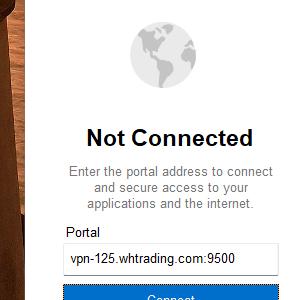 Not Connected
Enter the portal address to connect
and secure access to your
applications and the internet.
Portal
vpn-125.whtrading.com:9500
Connect